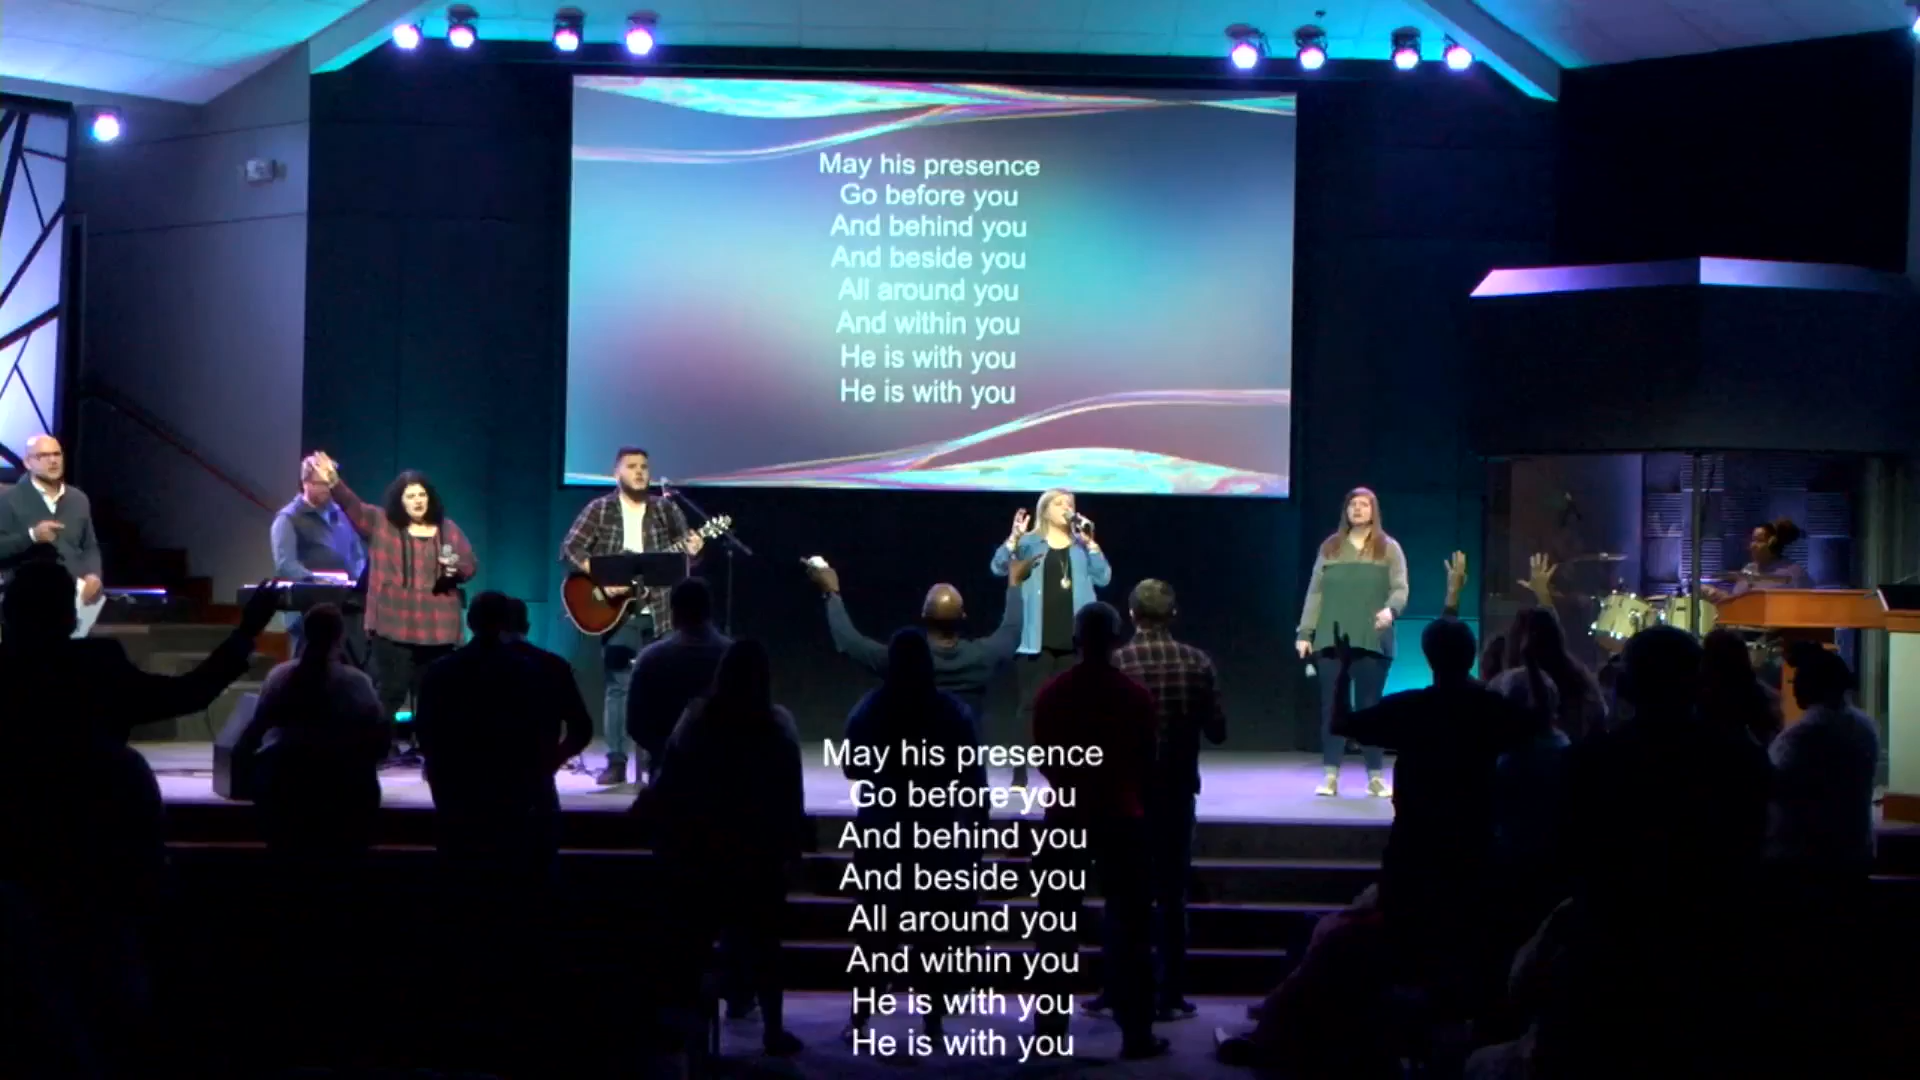 May his presence
Go before you
And behind you
And beside you
All around you
And within you
He is with you
He is with you
May his presence
Go before you
And behind you
And beside you
All around you
And within you
He is with you
He is with you